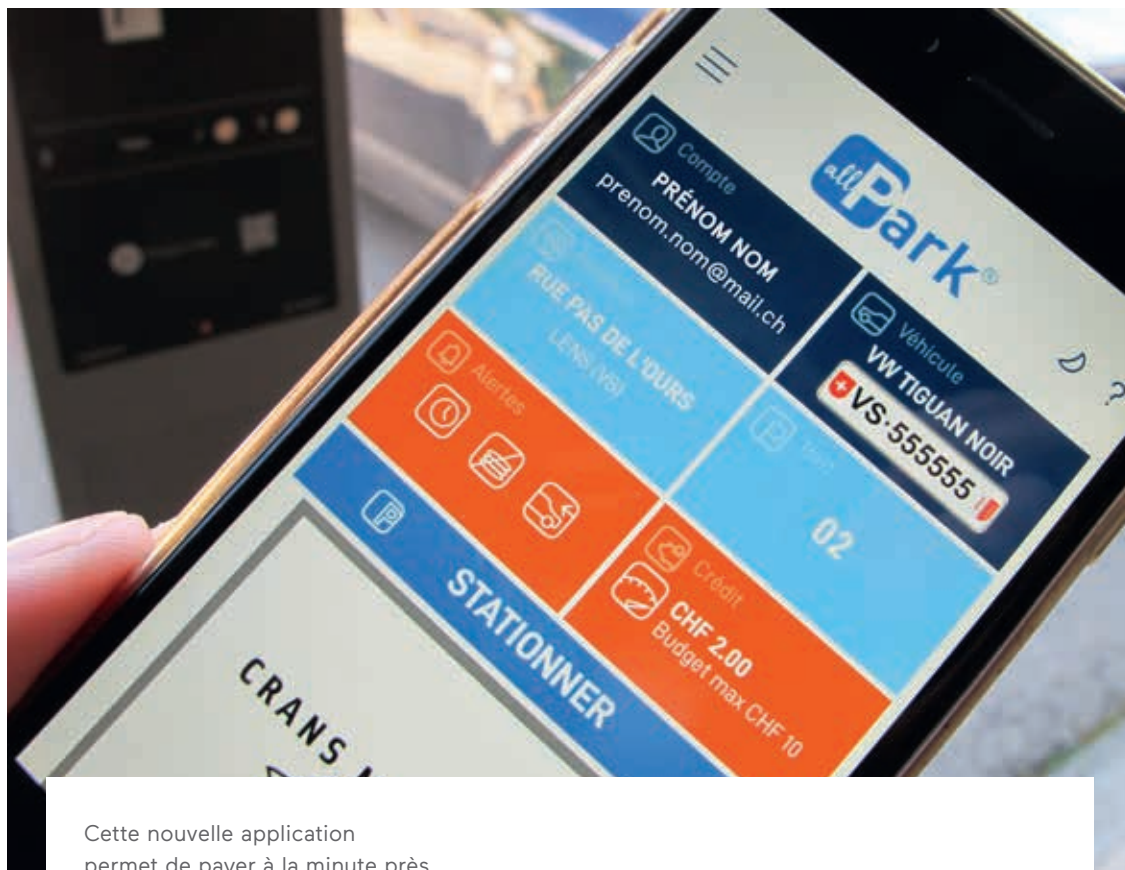 allPark®
Compte
PRÉNOM NOM
prenom.nom@mail.ch
Véhicule
VW TIGUAN NOIR
VS·555555
?
RUE PAS DE L'OURS
LENS (VS)
02
Alertes
Crédit
CHF 2.00
Budget max CHF 10
STATIONNER
CRANS
Cette nouvelle application
permet de payer à la minute près